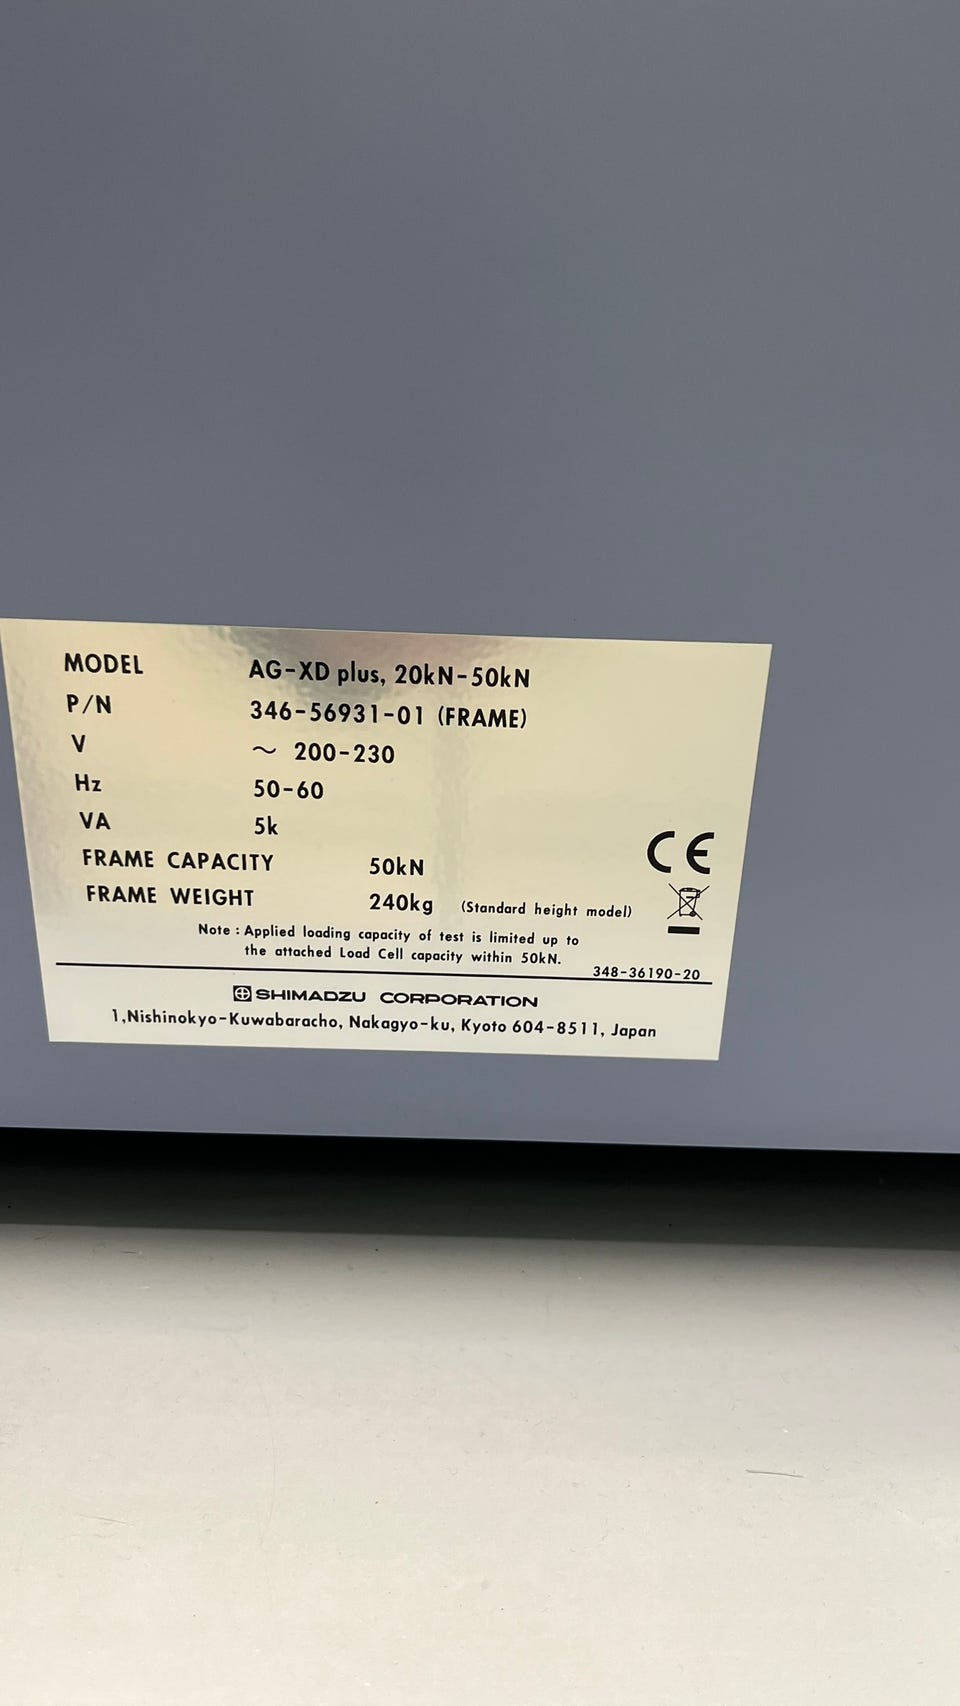 MODEL AG-XD plus, 20kN-50kN
P/N 346-56931-01 (FRAME)
V ～ 200-230
Hz 50-60
VA 5k
FRAME CAPACITY 50kN
FRAME WEIGHT 240kg (Standard height model)
CE
Note : Applied loading capacity of test is limited up to
the attached Load Cell capacity within 50kN.
348-36190-20
SHIMADZU CORPORATION
1,Nishinokyo-Kuwabaracho, Nakagyo-ku, Kyoto 604-8511, Japan